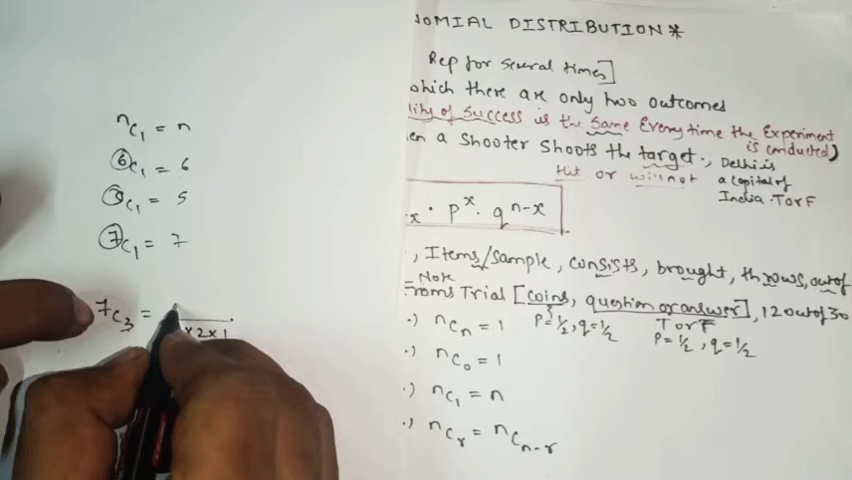 nC₁ = n
6C₁ = 6
5C₁ = 5
7C₁ = 7
7C₃ =
×2×1
NOMIAL DISTRIBUTION*
Rep for several times]
which there are only two outcomes
lity of success is the same Every time the Experiment
is conducted)
en a shooter shoots the target., Delhi is
Hit or will not a capital of
India. T or F
x · pˣ · qⁿ⁻ˣ
, Items/sample, consists, brought, throws, out of
= Note
Froms Trial [coins, question or answer], 12 out of 30
P=1/2, q=1/2 T or F
P=1/2, q=1/2
.) nCₙ = 1
.) nC₀ = 1
.) nC₁ = n
.) nCᵣ = nCₙ₋ᵣ